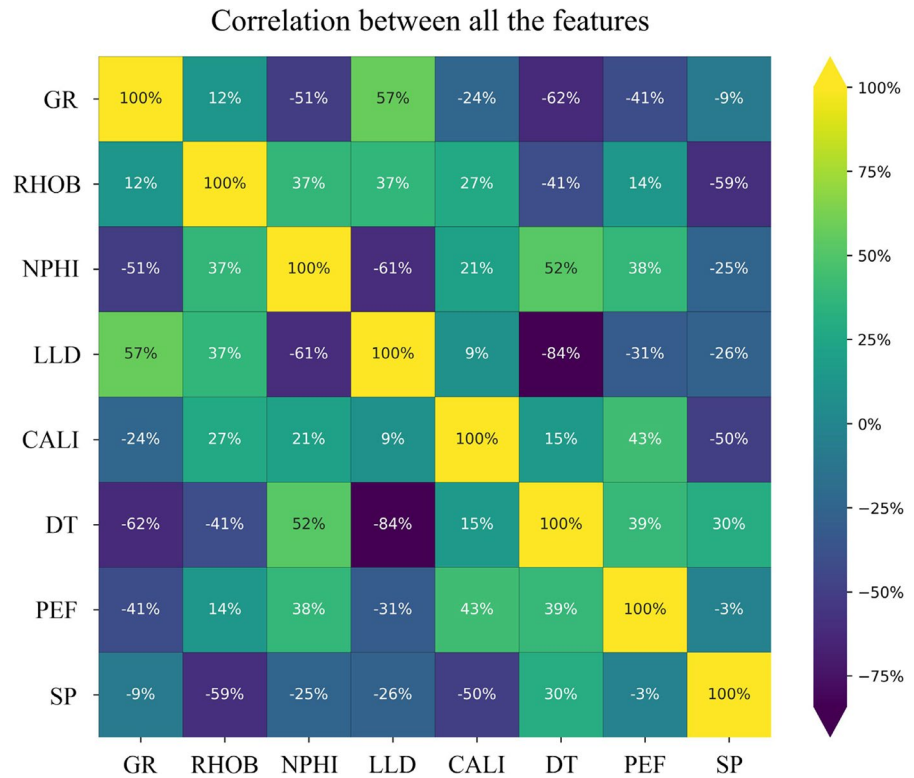 Correlation between all the features
GR 100% 12% -51% 57% -24% -62% -41% -9%
RHOB 12% 100% 37% 37% 27% -41% 14% -59%
NPHI -51% 37% 100% -61% 21% 52% 38% -25%
LLD 57% 37% -61% 100% 9% -84% -31% -26%
CALI -24% 27% 21% 9% 100% 15% 43% -50%
DT -62% -41% 52% -84% 15% 100% 39% 30%
PEF -41% 14% 38% -31% 43% 39% 100% -3%
SP -9% -59% -25% -26% -50% 30% -3% 100%
GR RHOB NPHI LLD CALI DT PEF SP
100%
75%
50%
25%
0%
−25%
−50%
−75%